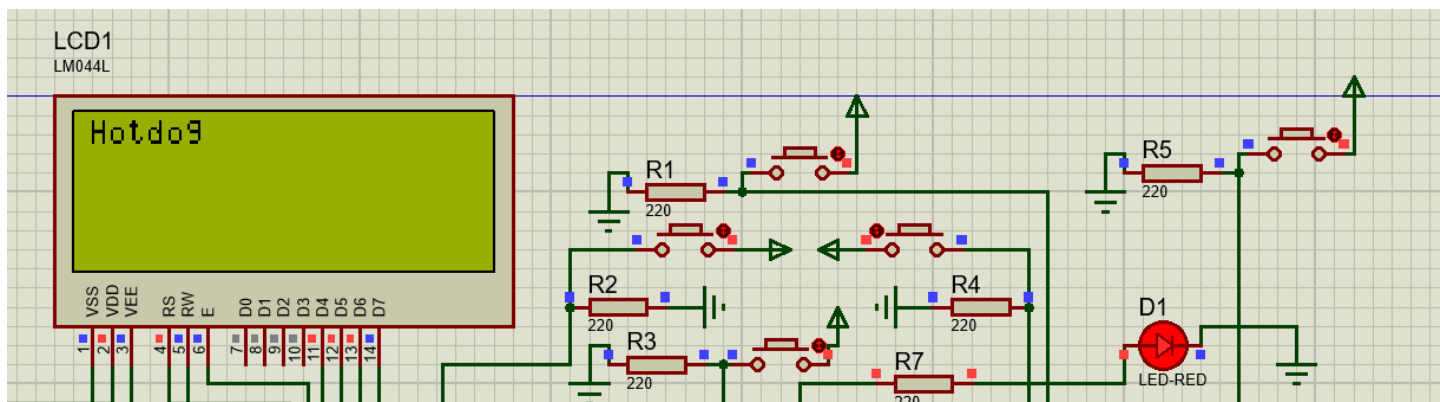 LCD1
LM044L
Hotdog
VSS
VDD
VEE
RS
RW
E
D0
D1
D2
D3
D4
D5
D6
D7
1
2
3
4
5
6
7
8
9
10
11
12
13
14
R1
220
R2
220
R3
220
R4
220
R5
220
R7
220
D1
LED-RED